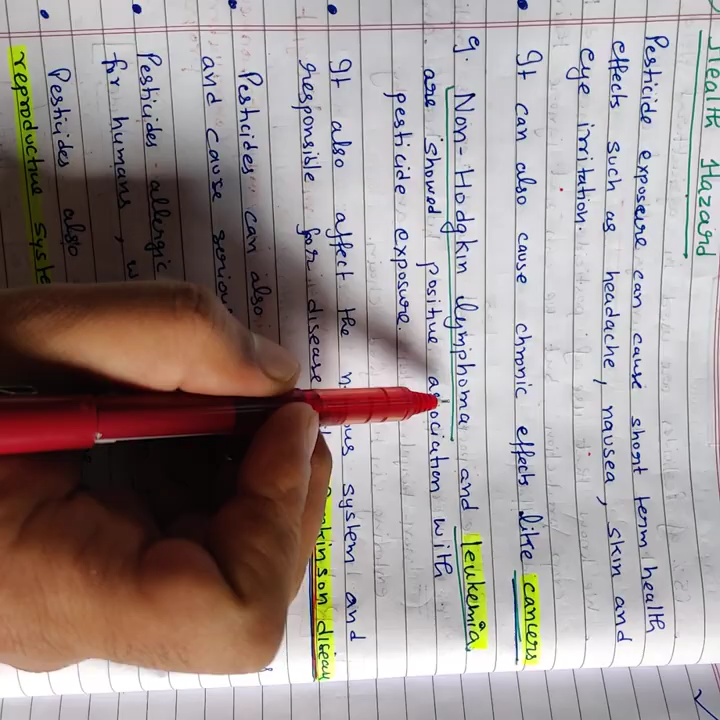 Health Hazard
Pesticide exposure can cause short term health
effects such as headache, nausea, skin and
eye irritation.
It can also cause chronic effects like cancers
g. Non-Hodgkin lymphoma and leukemia
are showed positive association with
pesticide exposure.
It also affect the system and
responsible for disease disease
Pesticides can also
and cause serious
Pesticides allergic
for humans,
Pesticides also
reproductive